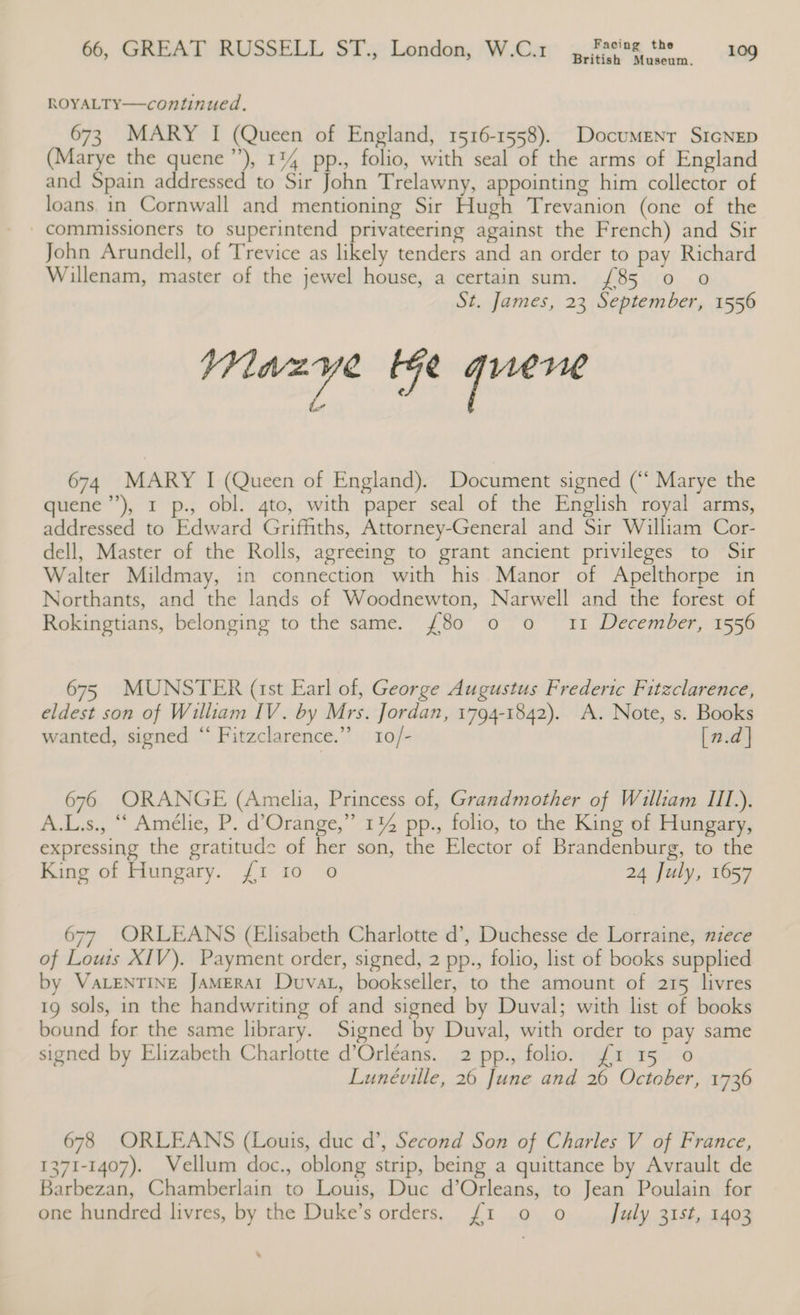 66, GREAT RUSSELL ST., London, W.C.1 Facing the British Museum. 109
ROYALTY—continued.
673 MARY I (Queen of England, 1516-1558). Document Signed
(Marye the quene”), 1¼ pp., folio, with seal of the arms of England
and Spain addressed to Sir John Trelawny, appointing him collector of
loans in Cornwall and mentioning Sir Hugh Trevanion (one of the
commissioners to superintend privateering against the French) and Sir
John Arundell, of Trevice as likely tenders and an order to pay Richard
Willenam, master of the jewel house, a certain sum. £85 0 0
St. James, 23 September, 1556
Marye the quene
674 MARY I (Queen of England). Document signed (“ Marye the
quene”), 1 p., obl. 4to, with paper seal of the English royal arms,
addressed to Edward Griffiths, Attorney-General and Sir William Cor-
dell, Master of the Rolls, agreeing to grant ancient privileges to Sir
Walter Mildmay, in connection with his Manor of Apelthorpe in
Northants, and the lands of Woodnewton, Narwell and the forest of
Rokingtians, belonging to the same. £80 0 0 11 December, 1556
675 MUNSTER (1st Earl of, George Augustus Frederic Fitzclarence,
eldest son of William IV. by Mrs. Jordan, 1794-1842). A. Note, s. Books
wanted, signed “ Fitzclarence.” 10/- [n.d]
676 ORANGE (Amelia, Princess of, Grandmother of William III.).
A.L.s., “ Amélie, P. d’Orange,” 1½ pp., folio, to the King of Hungary,
expressing the gratitude of her son, the Elector of Brandenburg, to the
King of Hungary. £1 10 0 24 July, 1657
677 ORLEANS (Elisabeth Charlotte d’, Duchesse de Lorraine, niece
of Louis XIV). Payment order, signed, 2 pp., folio, list of books supplied
by Valentine Jamerai Duval, bookseller, to the amount of 215 livres
19 sols, in the handwriting of and signed by Duval; with list of books
bound for the same library. Signed by Duval, with order to pay same
signed by Elizabeth Charlotte d’Orléans. 2 pp., folio. £1 15 0
Lunéville, 26 June and 26 October, 1736
678 ORLEANS (Louis, duc d’, Second Son of Charles V of France,
1371-1407). Vellum doc., oblong strip, being a quittance by Avrault de
Barbezan, Chamberlain to Louis, Duc d’Orleans, to Jean Poulain for
one hundred livres, by the Duke’s orders. £1 0 0 July 31st, 1403